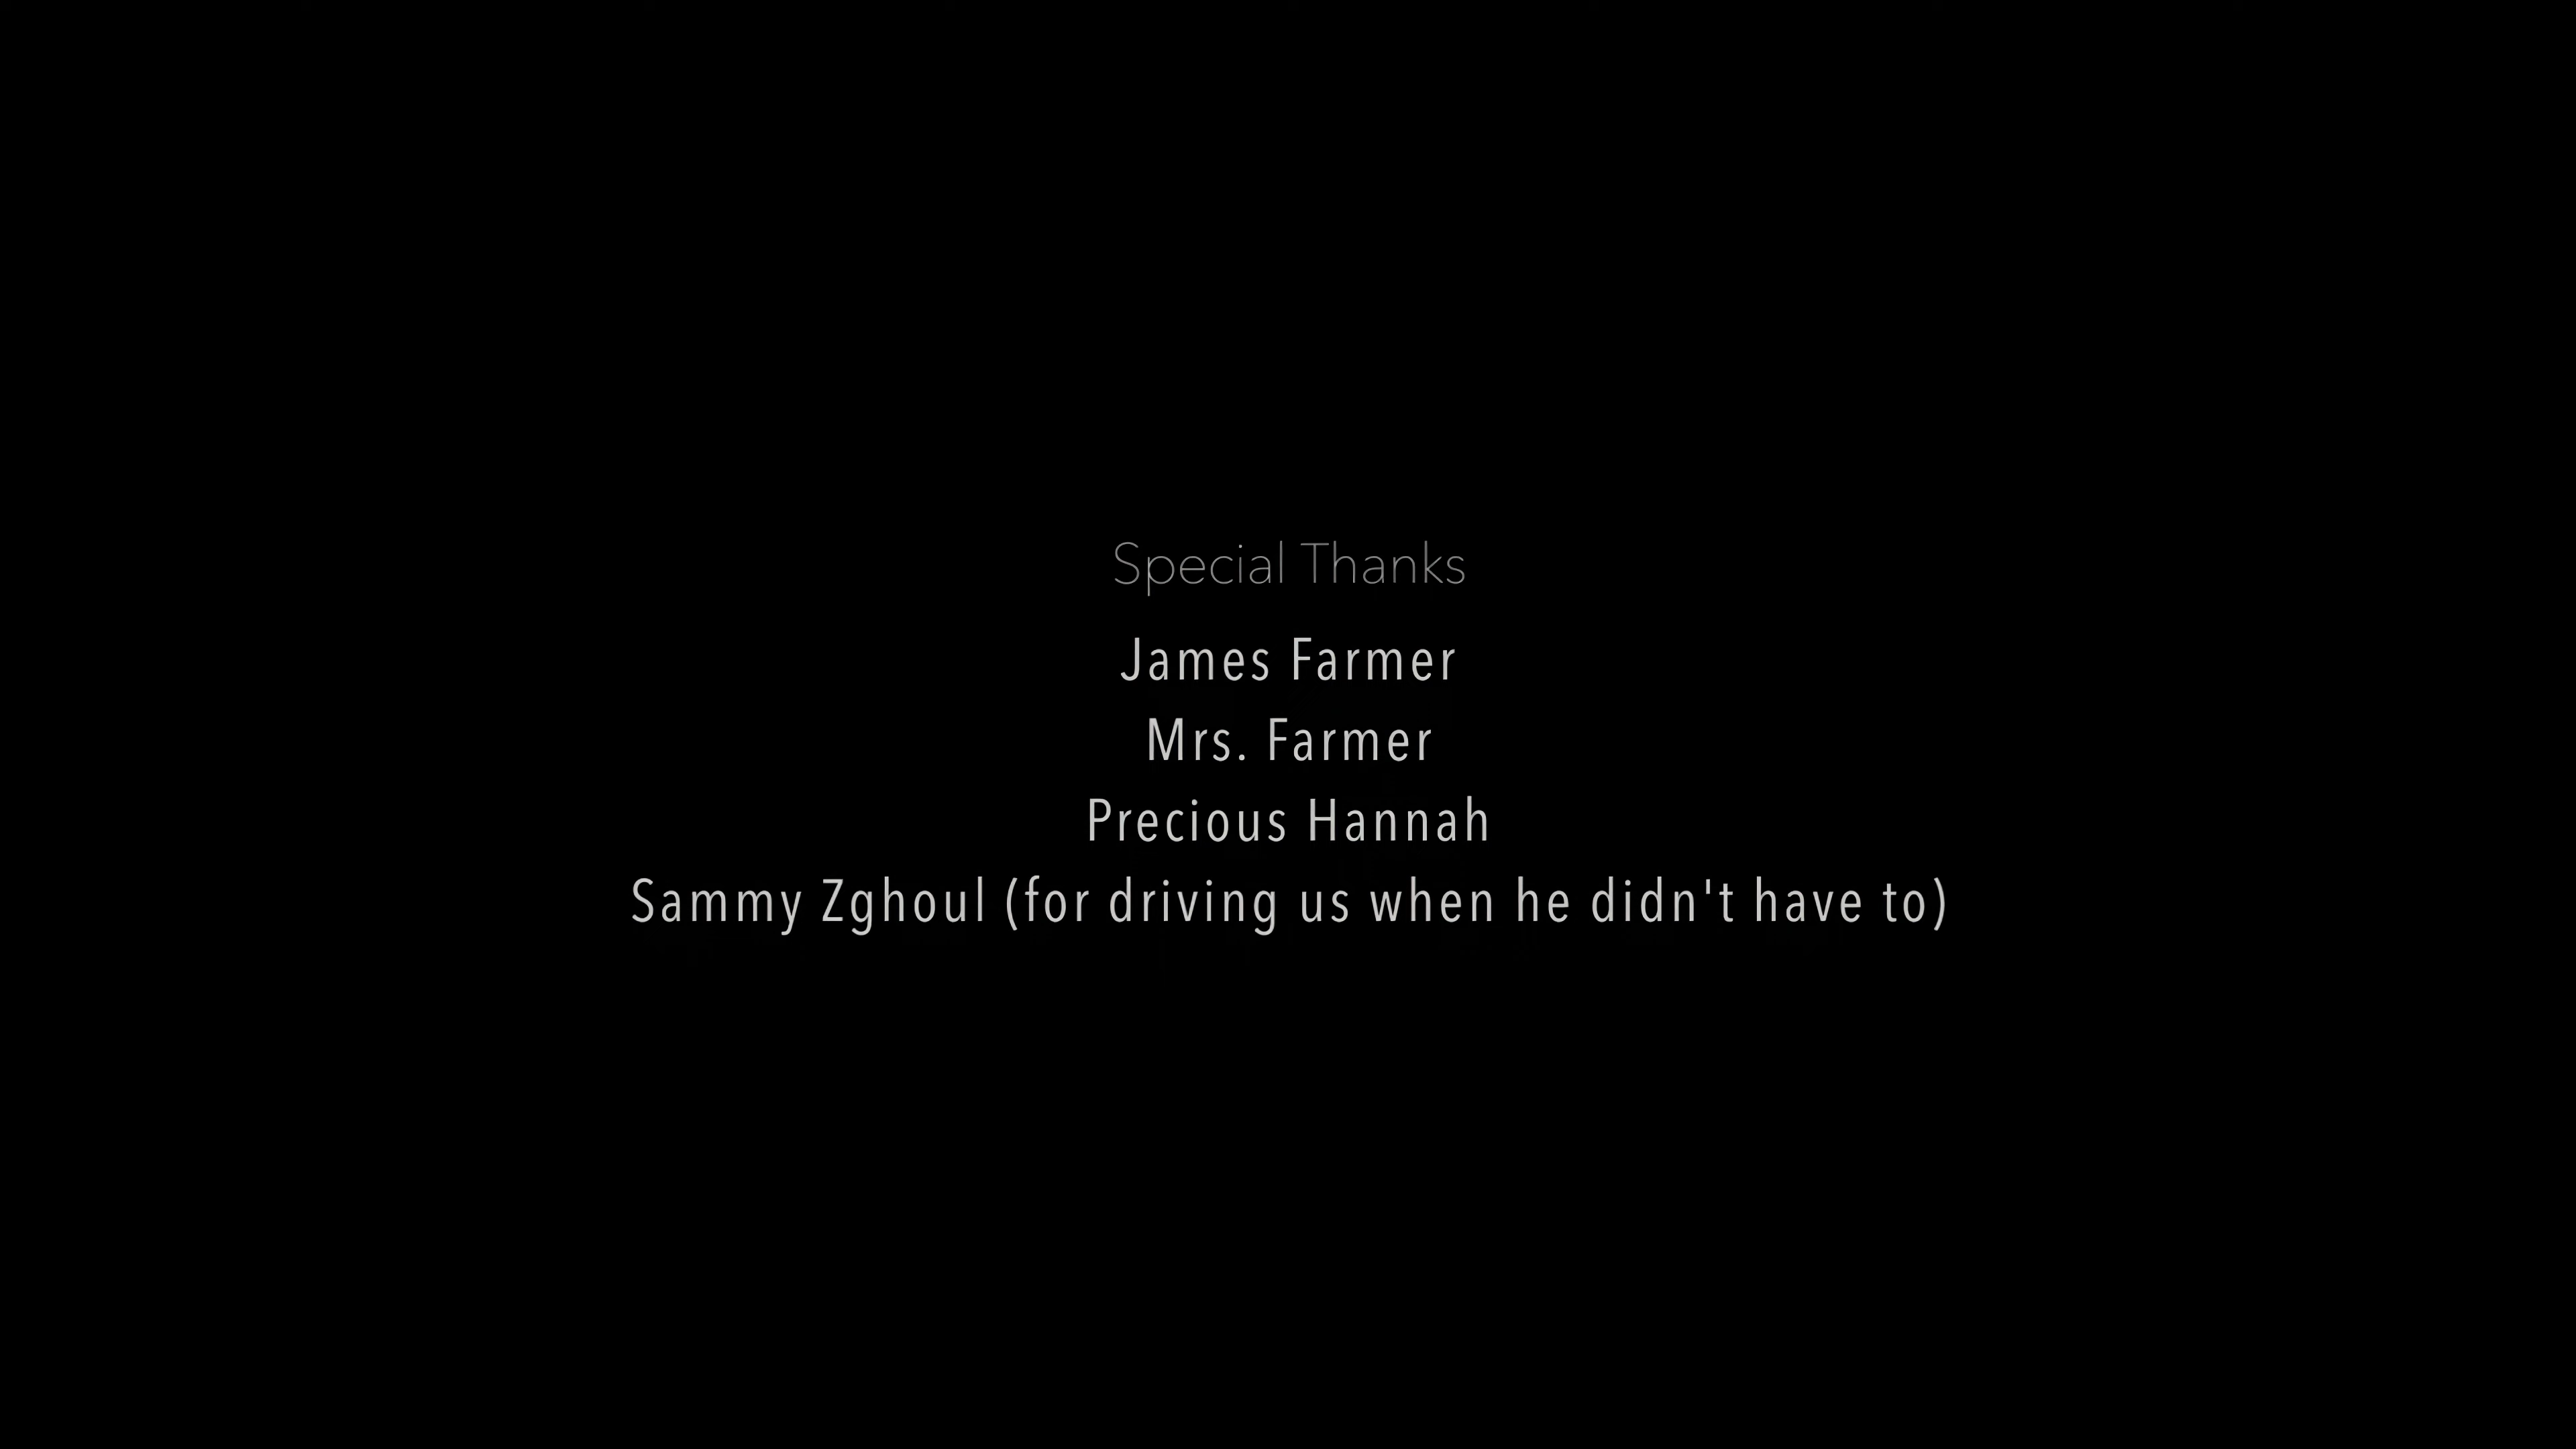 Special Thanks
James Farmer
Mrs. Farmer
Precious Hannah
Sammy Zghoul (for driving us when he didn't have to)